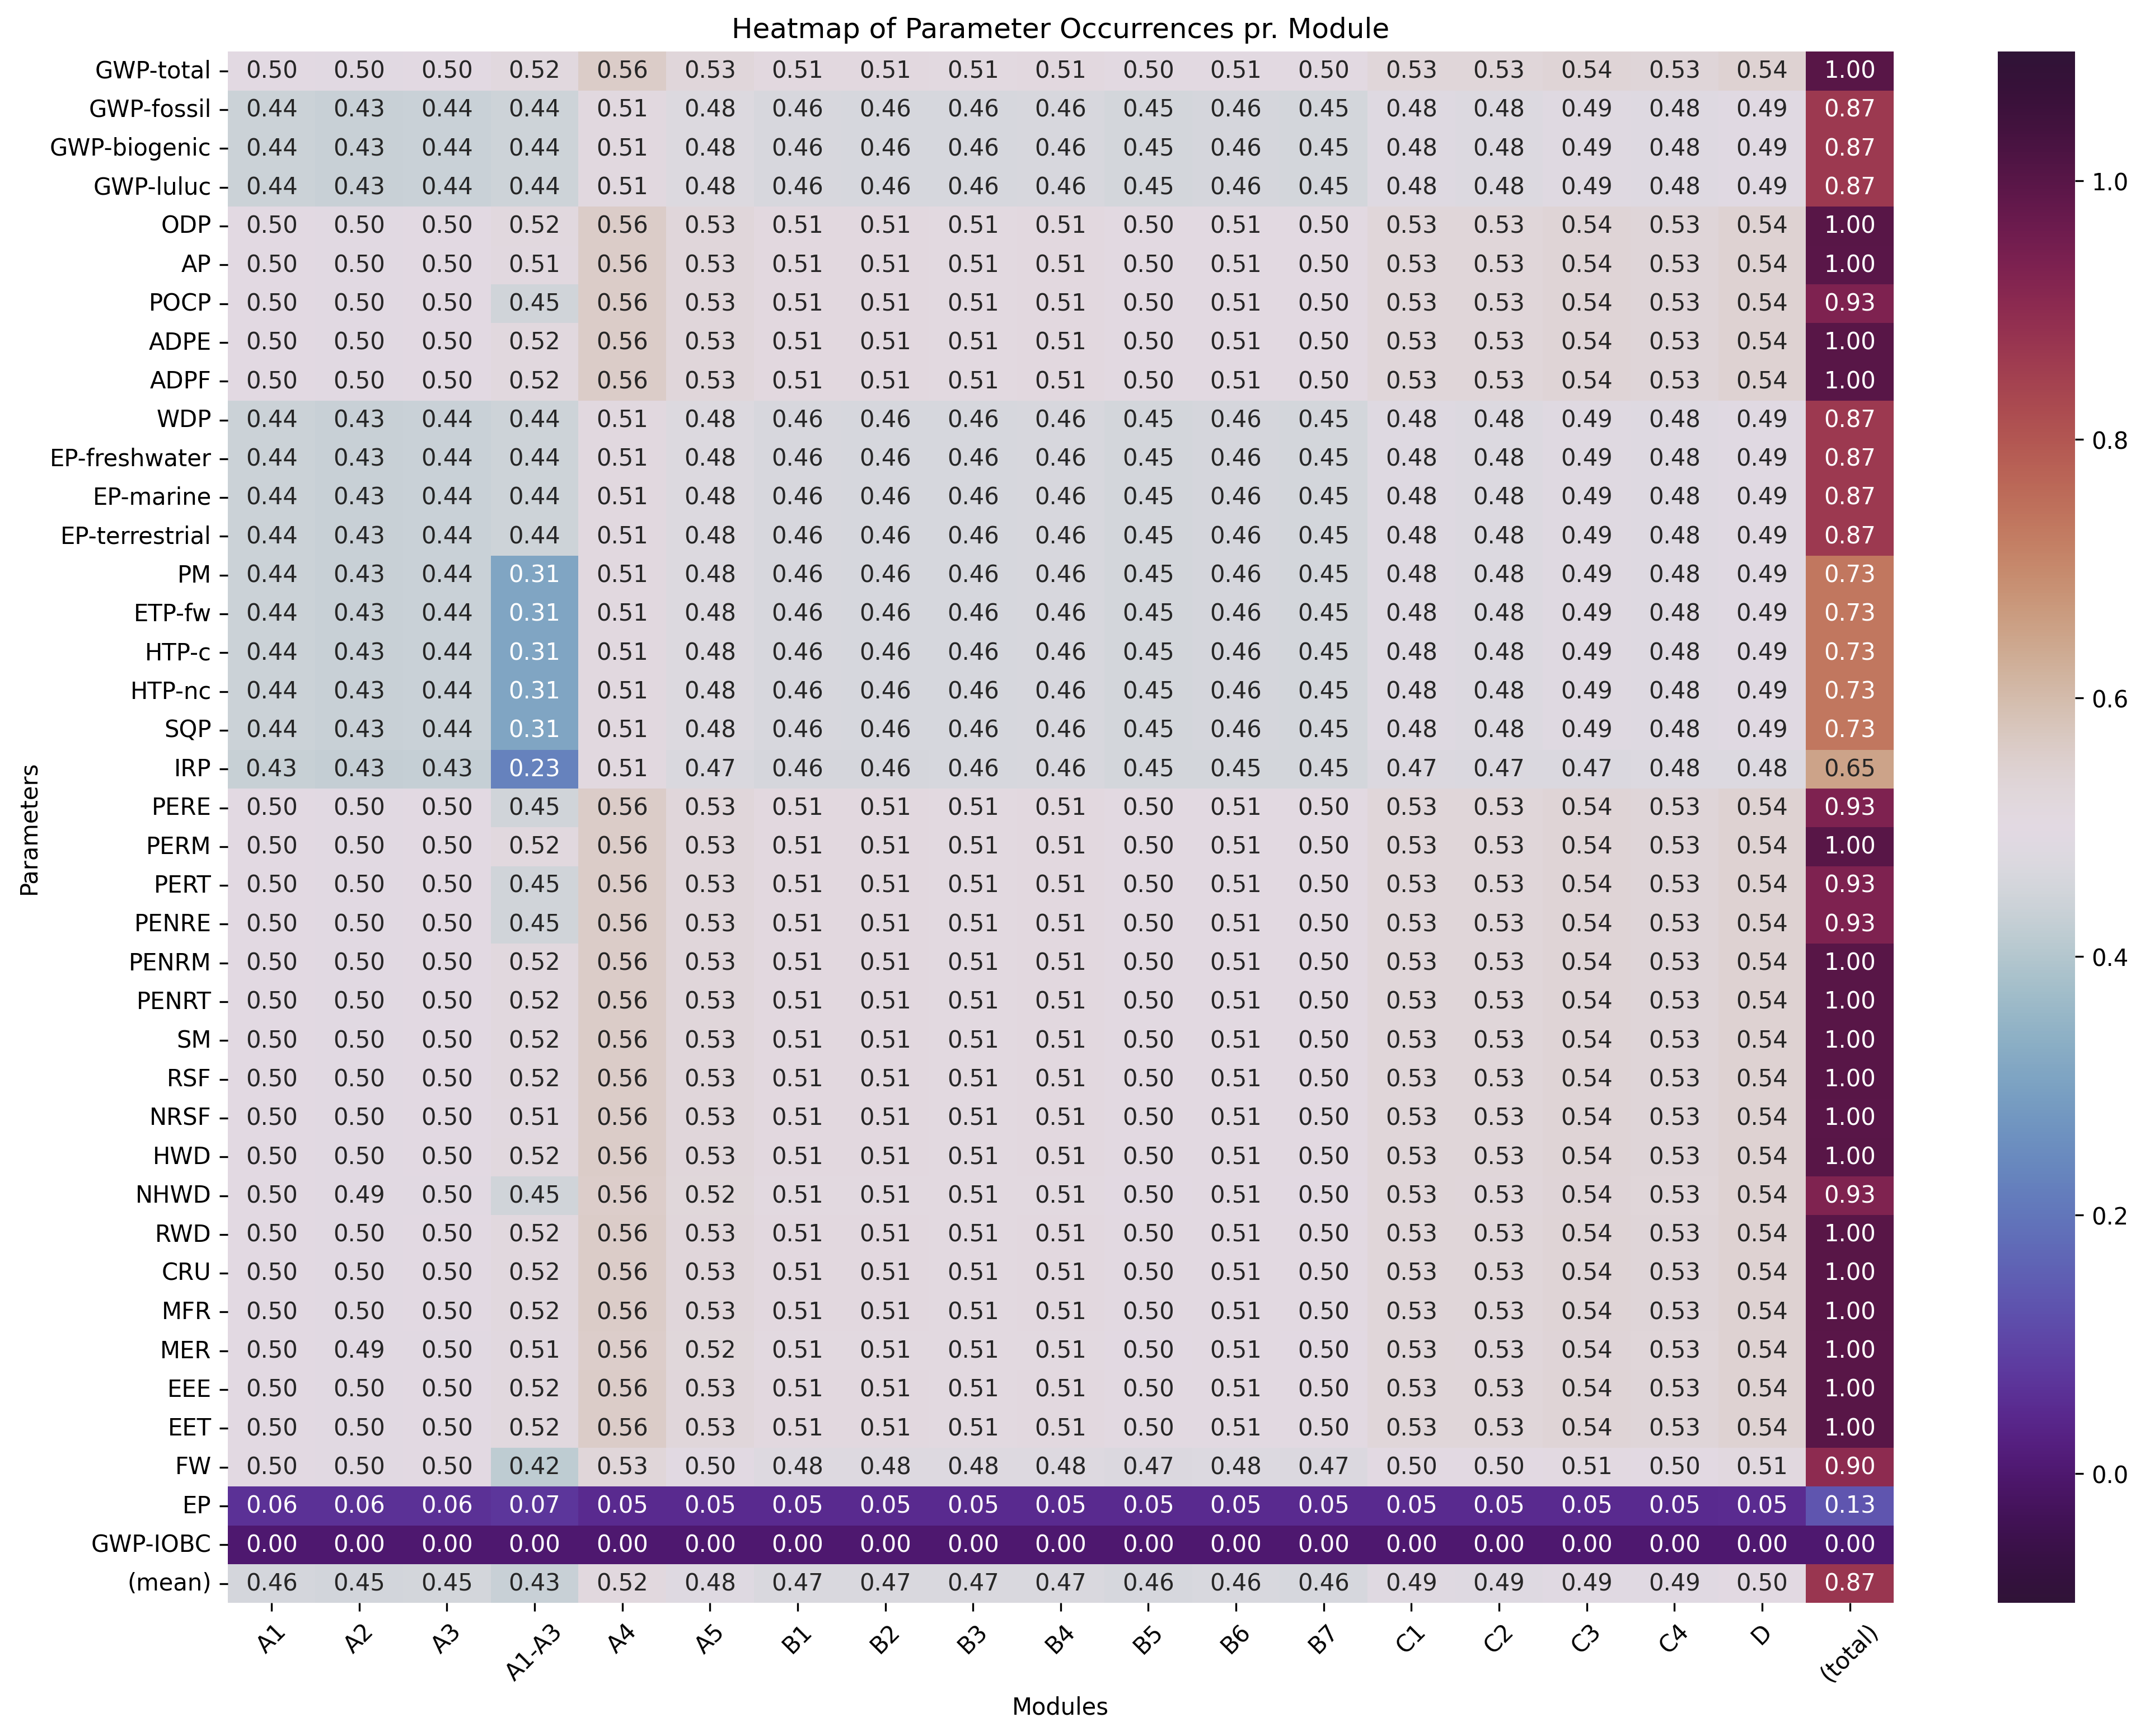 Heatmap of Parameter Occurrences pr. Module
GWP-total 0.50 0.50 0.50 0.52 0.56 0.53 0.51 0.51 0.51 0.51 0.50 0.51 0.50 0.53 0.53 0.54 0.53 0.54 1.00
GWP-fossil 0.44 0.43 0.44 0.44 0.51 0.48 0.46 0.46 0.46 0.46 0.45 0.46 0.45 0.48 0.48 0.49 0.48 0.49 0.87
GWP-biogenic 0.44 0.43 0.44 0.44 0.51 0.48 0.46 0.46 0.46 0.46 0.45 0.46 0.45 0.48 0.48 0.49 0.48 0.49 0.87
GWP-luluc 0.44 0.43 0.44 0.44 0.51 0.48 0.46 0.46 0.46 0.46 0.45 0.46 0.45 0.48 0.48 0.49 0.48 0.49 0.87
ODP 0.50 0.50 0.50 0.52 0.56 0.53 0.51 0.51 0.51 0.51 0.50 0.51 0.50 0.53 0.53 0.54 0.53 0.54 1.00
AP 0.50 0.50 0.50 0.51 0.56 0.53 0.51 0.51 0.51 0.51 0.50 0.51 0.50 0.53 0.53 0.54 0.53 0.54 1.00
POCP 0.50 0.50 0.50 0.45 0.56 0.53 0.51 0.51 0.51 0.51 0.50 0.51 0.50 0.53 0.53 0.54 0.53 0.54 0.93
ADPE 0.50 0.50 0.50 0.52 0.56 0.53 0.51 0.51 0.51 0.51 0.50 0.51 0.50 0.53 0.53 0.54 0.53 0.54 1.00
ADPF 0.50 0.50 0.50 0.52 0.56 0.53 0.51 0.51 0.51 0.51 0.50 0.51 0.50 0.53 0.53 0.54 0.53 0.54 1.00
WDP 0.44 0.43 0.44 0.44 0.51 0.48 0.46 0.46 0.46 0.46 0.45 0.46 0.45 0.48 0.48 0.49 0.48 0.49 0.87
EP-freshwater 0.44 0.43 0.44 0.44 0.51 0.48 0.46 0.46 0.46 0.46 0.45 0.46 0.45 0.48 0.48 0.49 0.48 0.49 0.87
EP-marine 0.44 0.43 0.44 0.44 0.51 0.48 0.46 0.46 0.46 0.46 0.45 0.46 0.45 0.48 0.48 0.49 0.48 0.49 0.87
EP-terrestrial 0.44 0.43 0.44 0.44 0.51 0.48 0.46 0.46 0.46 0.46 0.45 0.46 0.45 0.48 0.48 0.49 0.48 0.49 0.87
PM 0.44 0.43 0.44 0.31 0.51 0.48 0.46 0.46 0.46 0.46 0.45 0.46 0.45 0.48 0.48 0.49 0.48 0.49 0.73
ETP-fw 0.44 0.43 0.44 0.31 0.51 0.48 0.46 0.46 0.46 0.46 0.45 0.46 0.45 0.48 0.48 0.49 0.48 0.49 0.73
HTP-c 0.44 0.43 0.44 0.31 0.51 0.48 0.46 0.46 0.46 0.46 0.45 0.46 0.45 0.48 0.48 0.49 0.48 0.49 0.73
HTP-nc 0.44 0.43 0.44 0.31 0.51 0.48 0.46 0.46 0.46 0.46 0.45 0.46 0.45 0.48 0.48 0.49 0.48 0.49 0.73
SQP 0.44 0.43 0.44 0.31 0.51 0.48 0.46 0.46 0.46 0.46 0.45 0.46 0.45 0.48 0.48 0.49 0.48 0.49 0.73
IRP 0.43 0.43 0.43 0.23 0.51 0.47 0.46 0.46 0.46 0.46 0.45 0.45 0.45 0.47 0.47 0.47 0.48 0.48 0.65
PERE 0.50 0.50 0.50 0.45 0.56 0.53 0.51 0.51 0.51 0.51 0.50 0.51 0.50 0.53 0.53 0.54 0.53 0.54 0.93
PERM 0.50 0.50 0.50 0.52 0.56 0.53 0.51 0.51 0.51 0.51 0.50 0.51 0.50 0.53 0.53 0.54 0.53 0.54 1.00
PERT 0.50 0.50 0.50 0.45 0.56 0.53 0.51 0.51 0.51 0.51 0.50 0.51 0.50 0.53 0.53 0.54 0.53 0.54 0.93
PENRE 0.50 0.50 0.50 0.45 0.56 0.53 0.51 0.51 0.51 0.51 0.50 0.51 0.50 0.53 0.53 0.54 0.53 0.54 0.93
PENRM 0.50 0.50 0.50 0.52 0.56 0.53 0.51 0.51 0.51 0.51 0.50 0.51 0.50 0.53 0.53 0.54 0.53 0.54 1.00
PENRT 0.50 0.50 0.50 0.52 0.56 0.53 0.51 0.51 0.51 0.51 0.50 0.51 0.50 0.53 0.53 0.54 0.53 0.54 1.00
SM 0.50 0.50 0.50 0.52 0.56 0.53 0.51 0.51 0.51 0.51 0.50 0.51 0.50 0.53 0.53 0.54 0.53 0.54 1.00
RSF 0.50 0.50 0.50 0.52 0.56 0.53 0.51 0.51 0.51 0.51 0.50 0.51 0.50 0.53 0.53 0.54 0.53 0.54 1.00
NRSF 0.50 0.50 0.50 0.51 0.56 0.53 0.51 0.51 0.51 0.51 0.50 0.51 0.50 0.53 0.53 0.54 0.53 0.54 1.00
HWD 0.50 0.50 0.50 0.52 0.56 0.53 0.51 0.51 0.51 0.51 0.50 0.51 0.50 0.53 0.53 0.54 0.53 0.54 1.00
NHWD 0.50 0.49 0.50 0.45 0.56 0.52 0.51 0.51 0.51 0.51 0.50 0.51 0.50 0.53 0.53 0.54 0.53 0.54 0.93
RWD 0.50 0.50 0.50 0.52 0.56 0.53 0.51 0.51 0.51 0.51 0.50 0.51 0.50 0.53 0.53 0.54 0.53 0.54 1.00
CRU 0.50 0.50 0.50 0.52 0.56 0.53 0.51 0.51 0.51 0.51 0.50 0.51 0.50 0.53 0.53 0.54 0.53 0.54 1.00
MFR 0.50 0.50 0.50 0.52 0.56 0.53 0.51 0.51 0.51 0.51 0.50 0.51 0.50 0.53 0.53 0.54 0.53 0.54 1.00
MER 0.50 0.49 0.50 0.51 0.56 0.52 0.51 0.51 0.51 0.51 0.50 0.51 0.50 0.53 0.53 0.54 0.53 0.54 1.00
EEE 0.50 0.50 0.50 0.52 0.56 0.53 0.51 0.51 0.51 0.51 0.50 0.51 0.50 0.53 0.53 0.54 0.53 0.54 1.00
EET 0.50 0.50 0.50 0.52 0.56 0.53 0.51 0.51 0.51 0.51 0.50 0.51 0.50 0.53 0.53 0.54 0.53 0.54 1.00
FW 0.50 0.50 0.50 0.42 0.53 0.50 0.48 0.48 0.48 0.48 0.47 0.48 0.47 0.50 0.50 0.51 0.50 0.51 0.90
EP 0.06 0.06 0.06 0.07 0.05 0.05 0.05 0.05 0.05 0.05 0.05 0.05 0.05 0.05 0.05 0.05 0.05 0.05 0.13
GWP-IOBC 0.00 0.00 0.00 0.00 0.00 0.00 0.00 0.00 0.00 0.00 0.00 0.00 0.00 0.00 0.00 0.00 0.00 0.00 0.00
(mean) 0.46 0.45 0.45 0.43 0.52 0.48 0.47 0.47 0.47 0.47 0.46 0.46 0.46 0.49 0.49 0.49 0.49 0.50 0.87
A1 A2 A3 A1-A3 A4 A5 B1 B2 B3 B4 B5 B6 B7 C1 C2 C3 C4 D (total)
Modules
Parameters
1.0
0.8
0.6
0.4
0.2
0.0